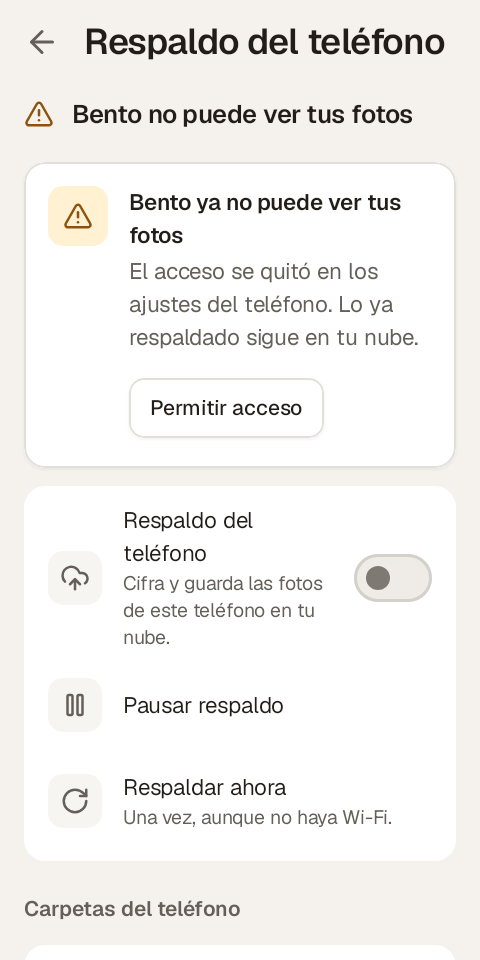 Respaldo del teléfono
Bento no puede ver tus fotos
Bento ya no puede ver tus
fotos
El acceso se quitó en los
ajustes del teléfono. Lo ya
respaldado sigue en tu nube.
Permitir acceso
Respaldo del
teléfono
Cifra y guarda las fotos
de este teléfono en tu
nube.
Pausar respaldo
Respaldar ahora
Una vez, aunque no haya Wi-Fi.
Carpetas del teléfono